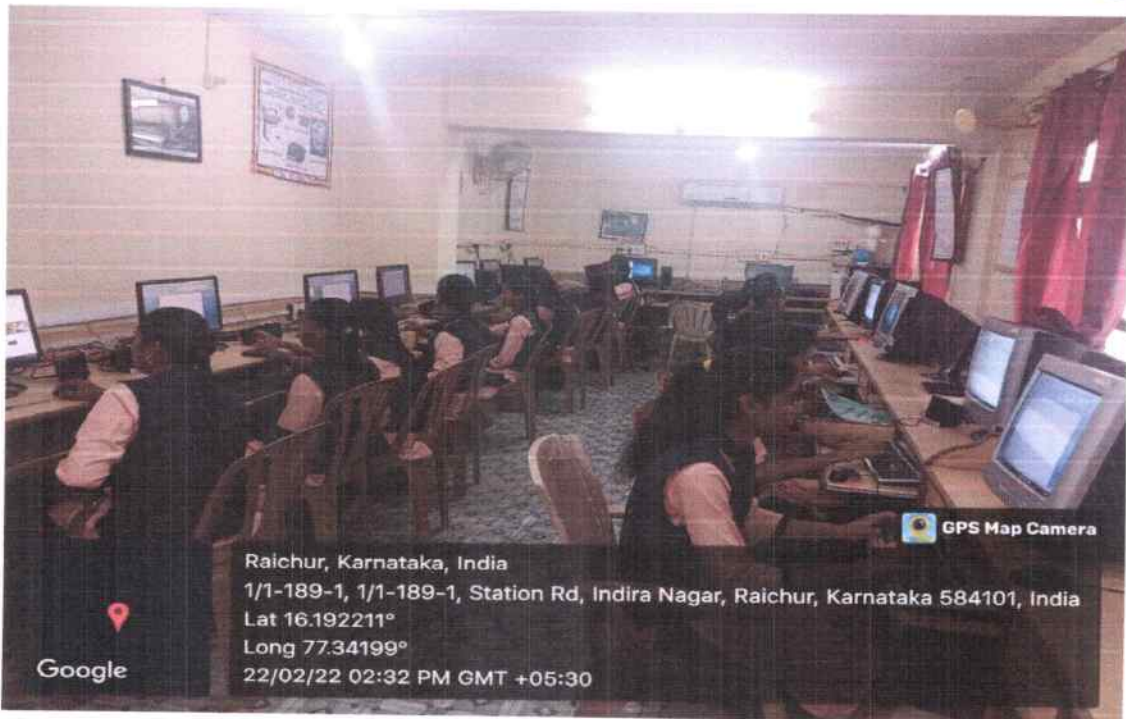 GPS Map Camera
Raichur, Karnataka, India
1/1-189-1, 1/1-189-1, Station Rd, Indira Nagar, Raichur, Karnataka 584101, India
Lat 16.192211°
Long 77.34199°
22/02/22 02:32 PM GMT +05:30
Google